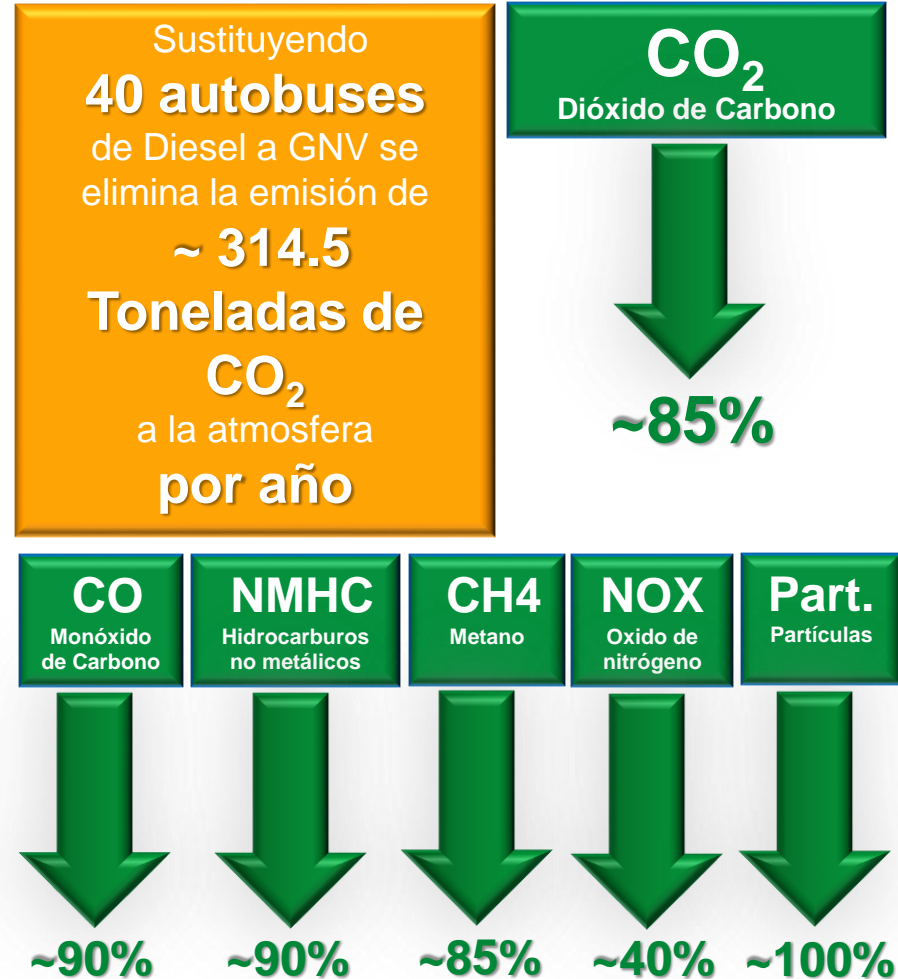 Sustituyendo
40 autobuses
de Diesel a GNV se
elimina la emisión de
~ 314.5
Toneladas de
CO₂
a la atmosfera
por año
CO₂
Dióxido de Carbono
~85%
CO
Monóxido
de Carbono
~90%
NMHC
Hidrocarburos
no metálicos
~90%
CH4
Metano
~85%
NOX
Oxido de
nitrógeno
~40%
Part.
Partículas
~100%